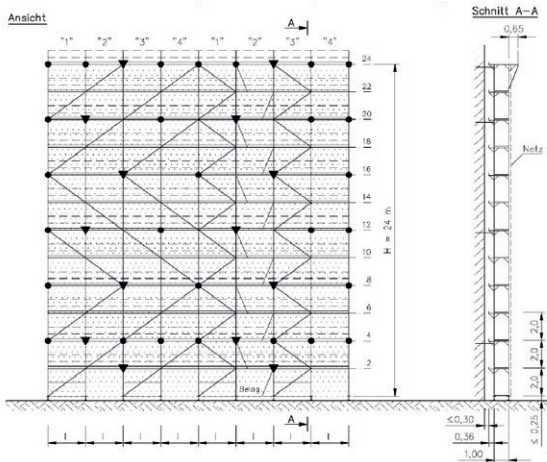 Ansicht
Schnitt A-A
A
0,65
"1" "2" "3" "4" "1" "2" "3" "4"
24
22
20
18
16
14
12
10
8
6
4
2
H = 24 m
Netz
2,0
2,0
2,0
≤ 0,25
Belag
A
≤0,30
0,36
1,00
l l l l l l l l